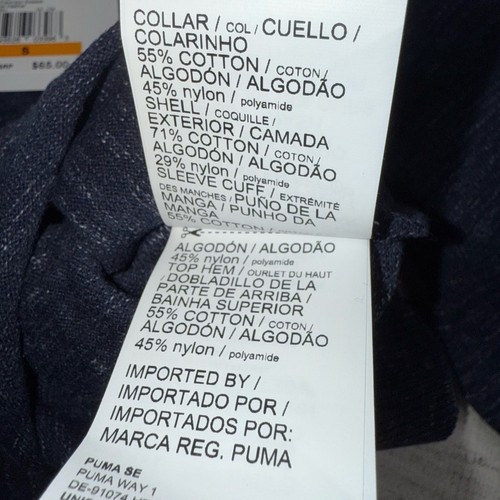 S
$65.00
COLLAR / COL / CUELLO /
COLARINHO
55% COTTON / COTON /
ALGODÓN / ALGODÃO
45% nylon / polyamide
SHELL / COQUILLE /
EXTERIOR / CAMADA
71% COTTON / COTON /
ALGODÓN / ALGODÃO
29% nylon / polyamide
SLEEVE CUFF / EXTRÉMITÉ
DES MANCHES / PUÑO DE LA
MANGA / PUNHO DA
MANGA
55% COTTON /
ALGODÓN / ALGODÃO
45% nylon / polyamide
TOP HEM / OURLET DU HAUT
/ DOBLADILLO DE LA
PARTE DE ARRIBA /
BAINHA SUPERIOR
55% COTTON / COTON /
ALGODÓN / ALGODÃO
45% nylon / polyamide
IMPORTED BY /
IMPORTADO POR /
IMPORTADOS POR:
MARCA REG. PUMA
PUMA SE
PUMA WAY 1
DE-91074